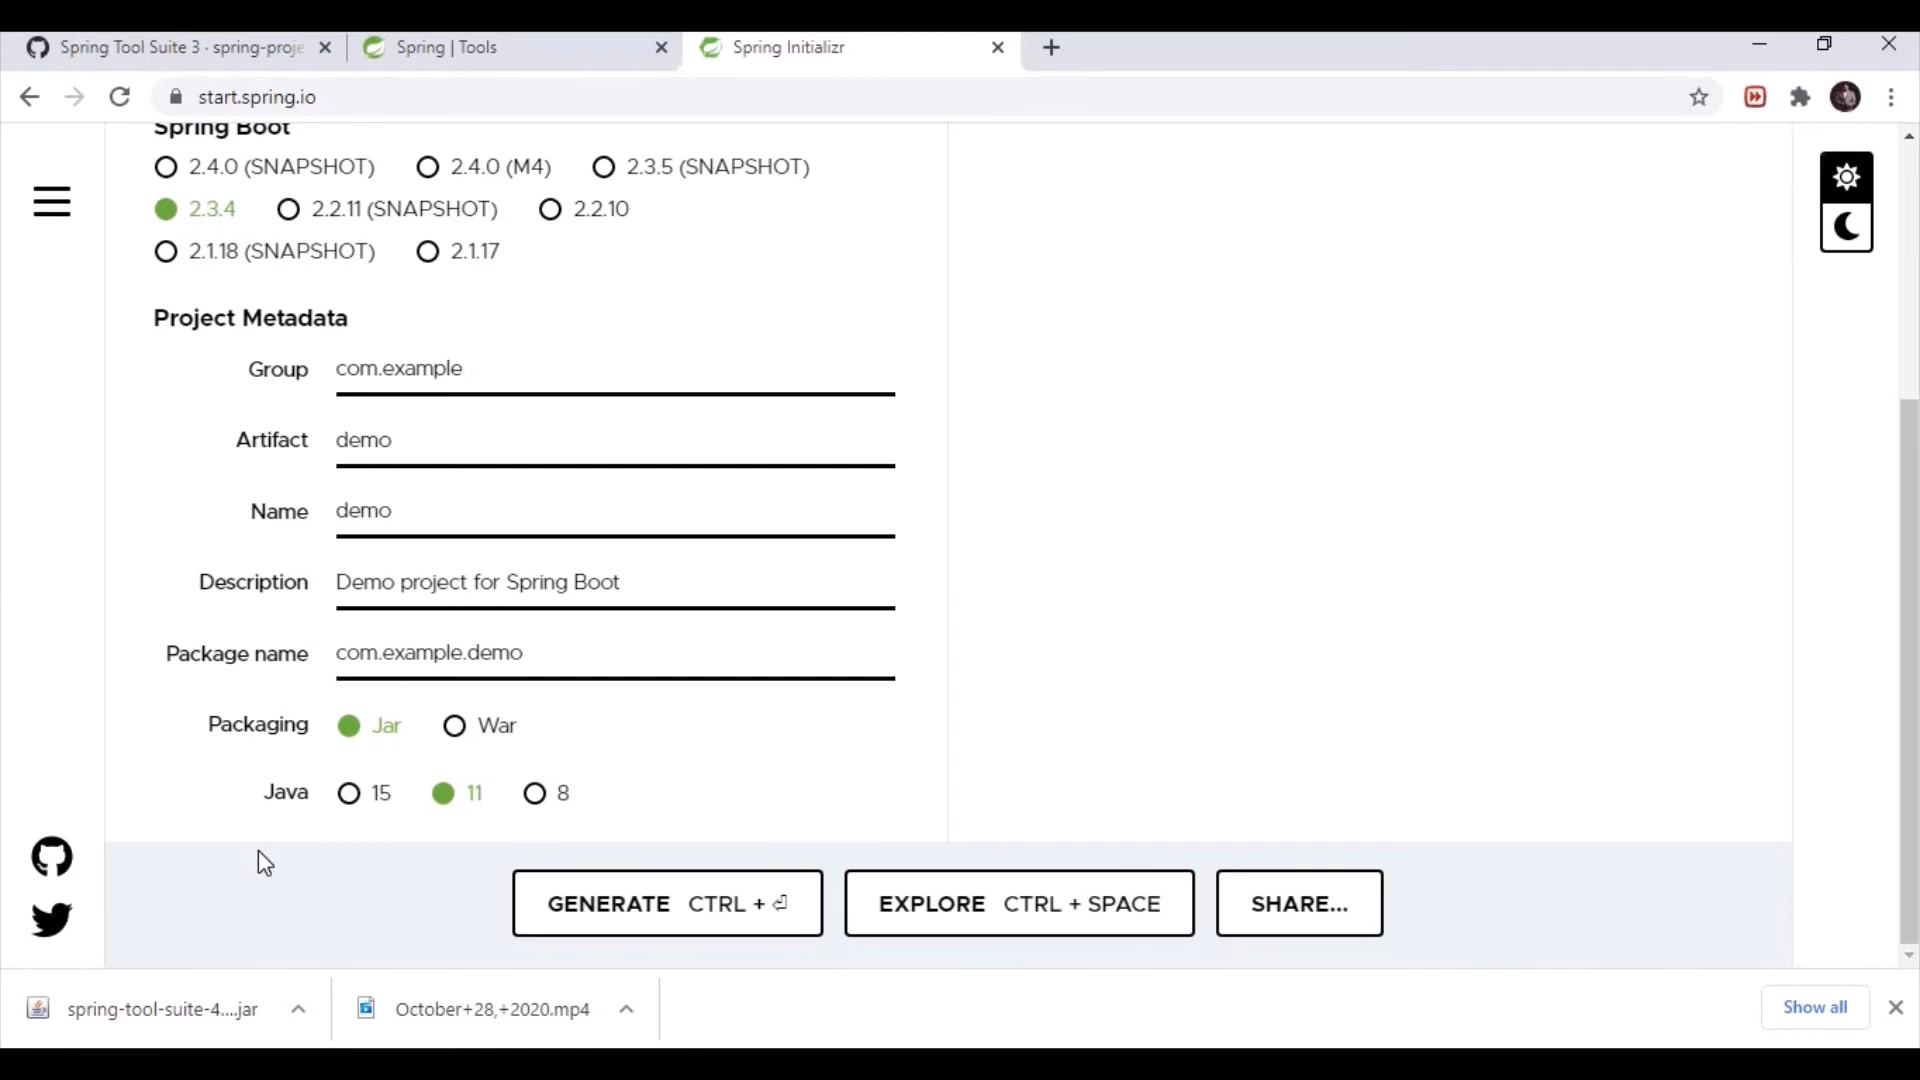 Spring Tool Suite 3 · spring-proje
Spring | Tools
Spring Initializr
start.spring.io
Spring Boot
2.4.0 (SNAPSHOT) 2.4.0 (M4) 2.3.5 (SNAPSHOT)
2.3.4 2.2.11 (SNAPSHOT) 2.2.10
2.1.18 (SNAPSHOT) 2.1.17
Project Metadata
Group com.example
Artifact demo
Name demo
Description Demo project for Spring Boot
Package name com.example.demo
Packaging Jar War
Java 15 11 8
GENERATE CTRL + ⏎ EXPLORE CTRL + SPACE SHARE...
spring-tool-suite-4....jar October+28,+2020.mp4 Show all